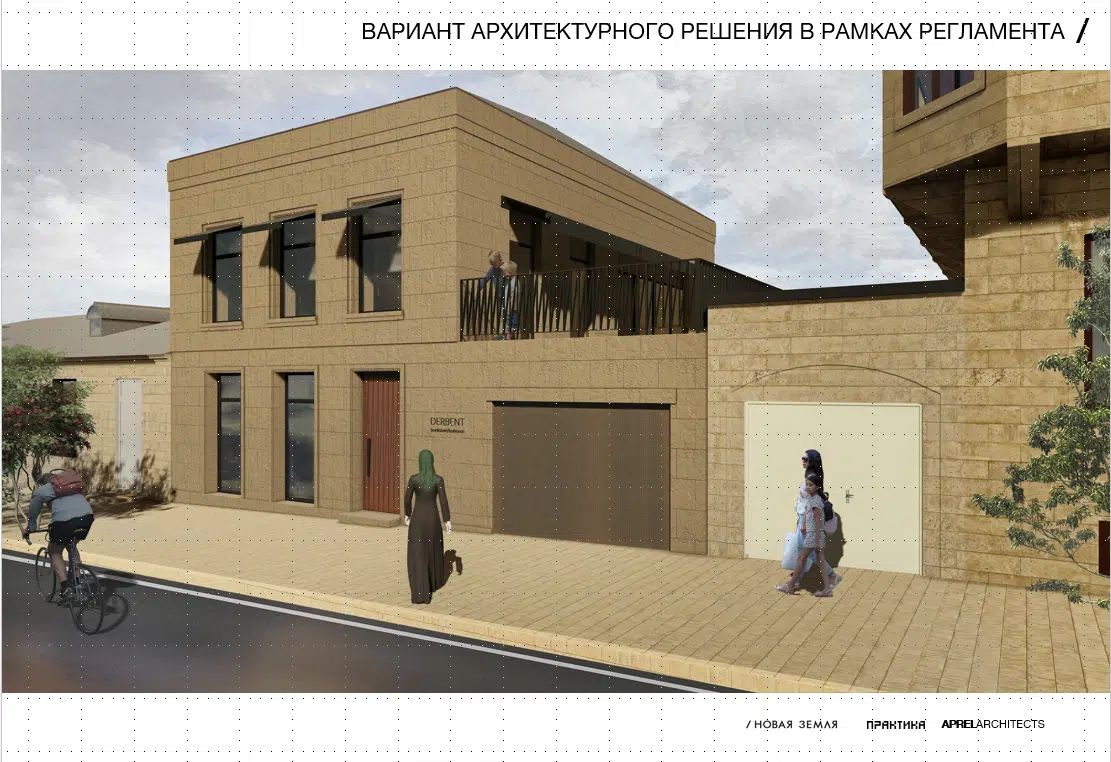 ВАРИАНТ АРХИТЕКТУРНОГО РЕШЕНИЯ В РАМКАХ РЕГЛАМЕНТА /
DERBENT
/ НОВАЯ ЗЕМЛЯ ПРАКТИКА APRELARCHITECTS